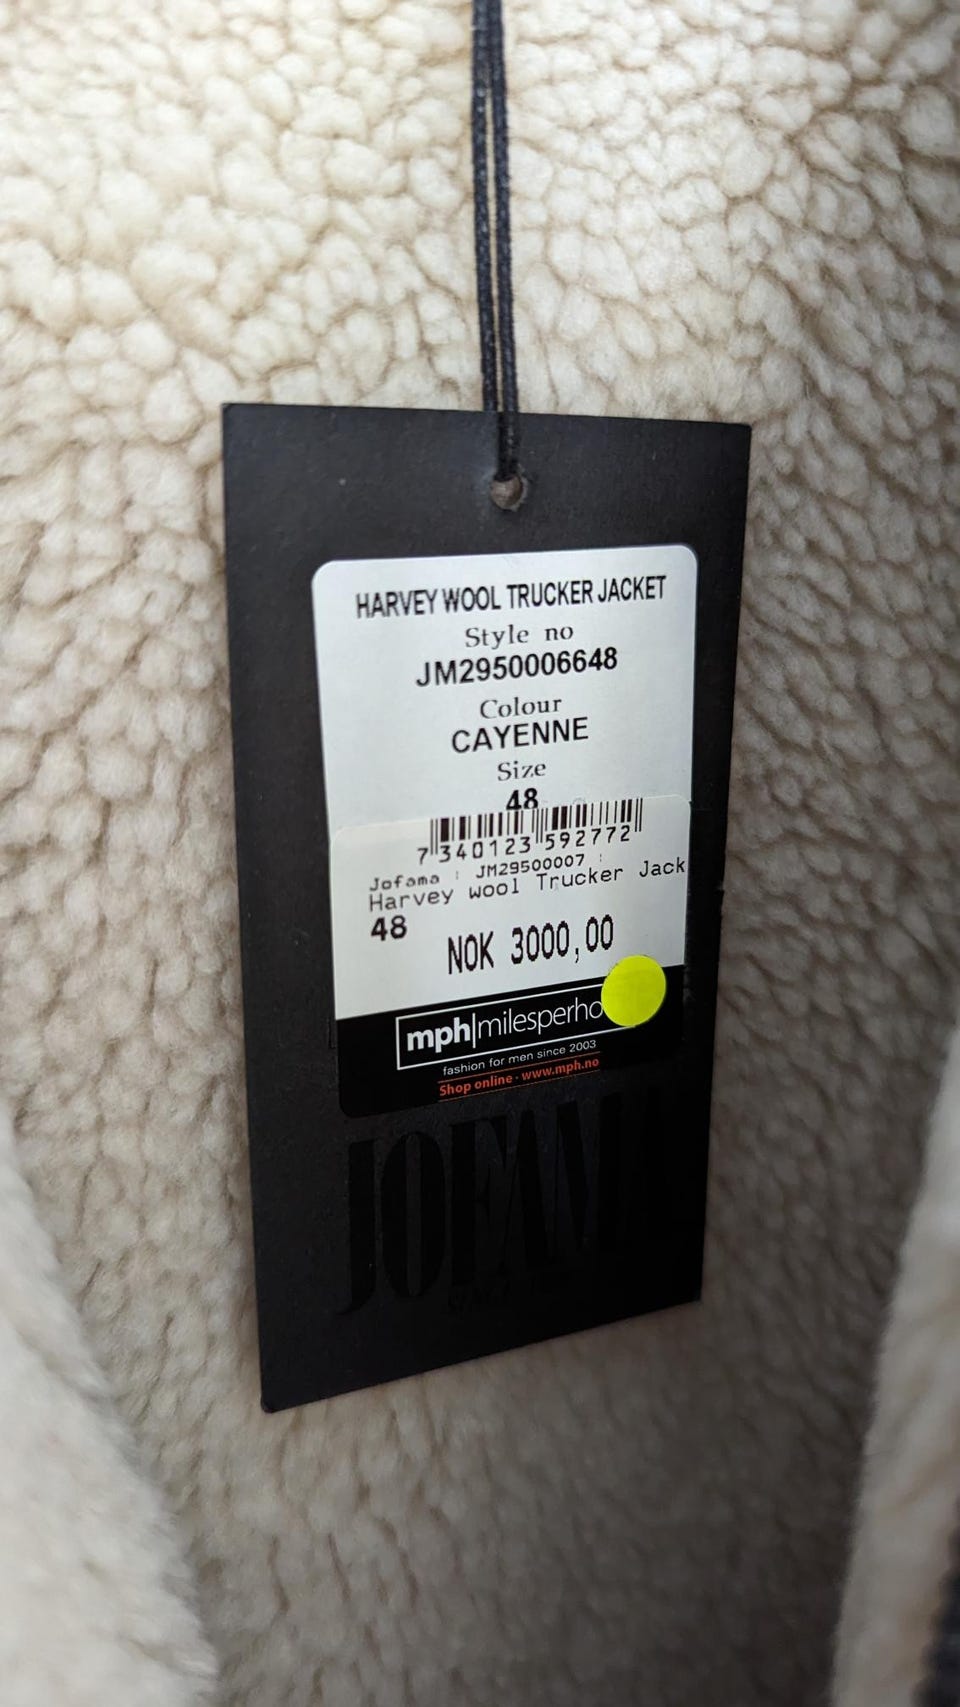 HARVEY WOOL TRUCKER JACKET
Style no
JM2950006648
Colour
CAYENNE
Size
48
7 340123 592772
Jofama : JM29500007 :
Harvey wool Trucker Jack
48
NOK 3000,00
mph|milesperho
fashion for men since 2003
Shop online - www.mph.no
JOFAMA